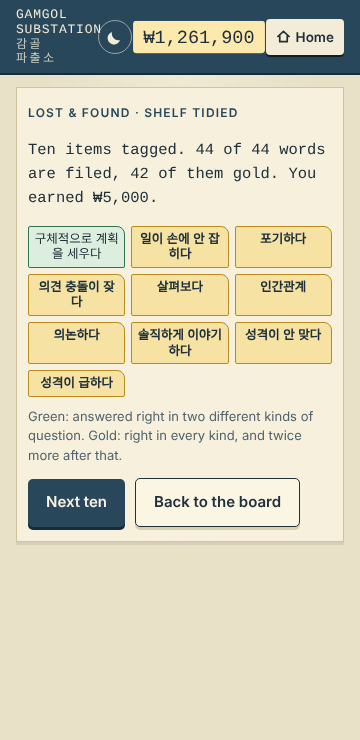 GAMGOL
SUBSTATION
감골
파출소
₩1,261,900
Home
LOST & FOUND · SHELF TIDIED
Ten items tagged. 44 of 44 words
are filed, 42 of them gold. You
earned ₩5,000.
구체적으로 계획
을 세우다
일이 손에 안 잡
히다
포기하다
의견 충돌이 잦
다
살펴보다
인간관계
의논하다
솔직하게 이야기
하다
성격이 안 맞다
성격이 급하다
Green: answered right in two different kinds of
question. Gold: right in every kind, and twice
more after that.
Next ten
Back to the board